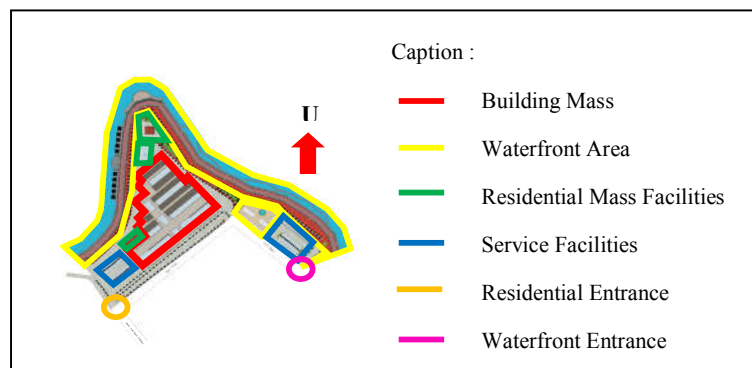 Caption :
U
Building Mass
Waterfront Area
Residential Mass Facilities
Service Facilities
Residential Entrance
Waterfront Entrance